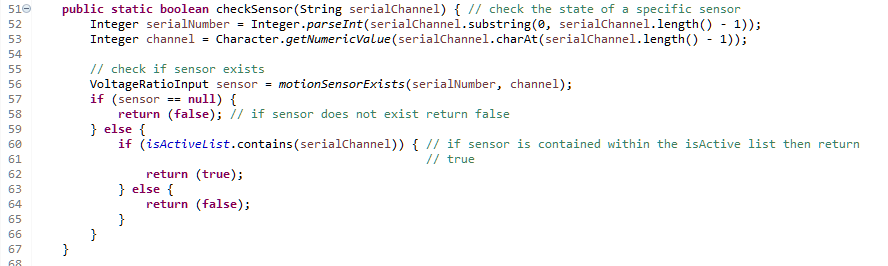 51 public static boolean checkSensor(String serialChannel) { // check the state of a specific sensor
52 Integer serialNumber = Integer.parseInt(serialChannel.substring(0, serialChannel.length() - 1));
53 Integer channel = Character.getNumericValue(serialChannel.charAt(serialChannel.length() - 1));
54
55 // check if sensor exists
56 VoltageRatioInput sensor = motionSensorExists(serialNumber, channel);
57 if (sensor == null) {
58 return (false); // if sensor does not exist return false
59 } else {
60 if (isActiveList.contains(serialChannel)) { // if sensor is contained within the isActive list then return
61 // true
62 return (true);
63 } else {
64 return (false);
65 }
66 }
67 }
68